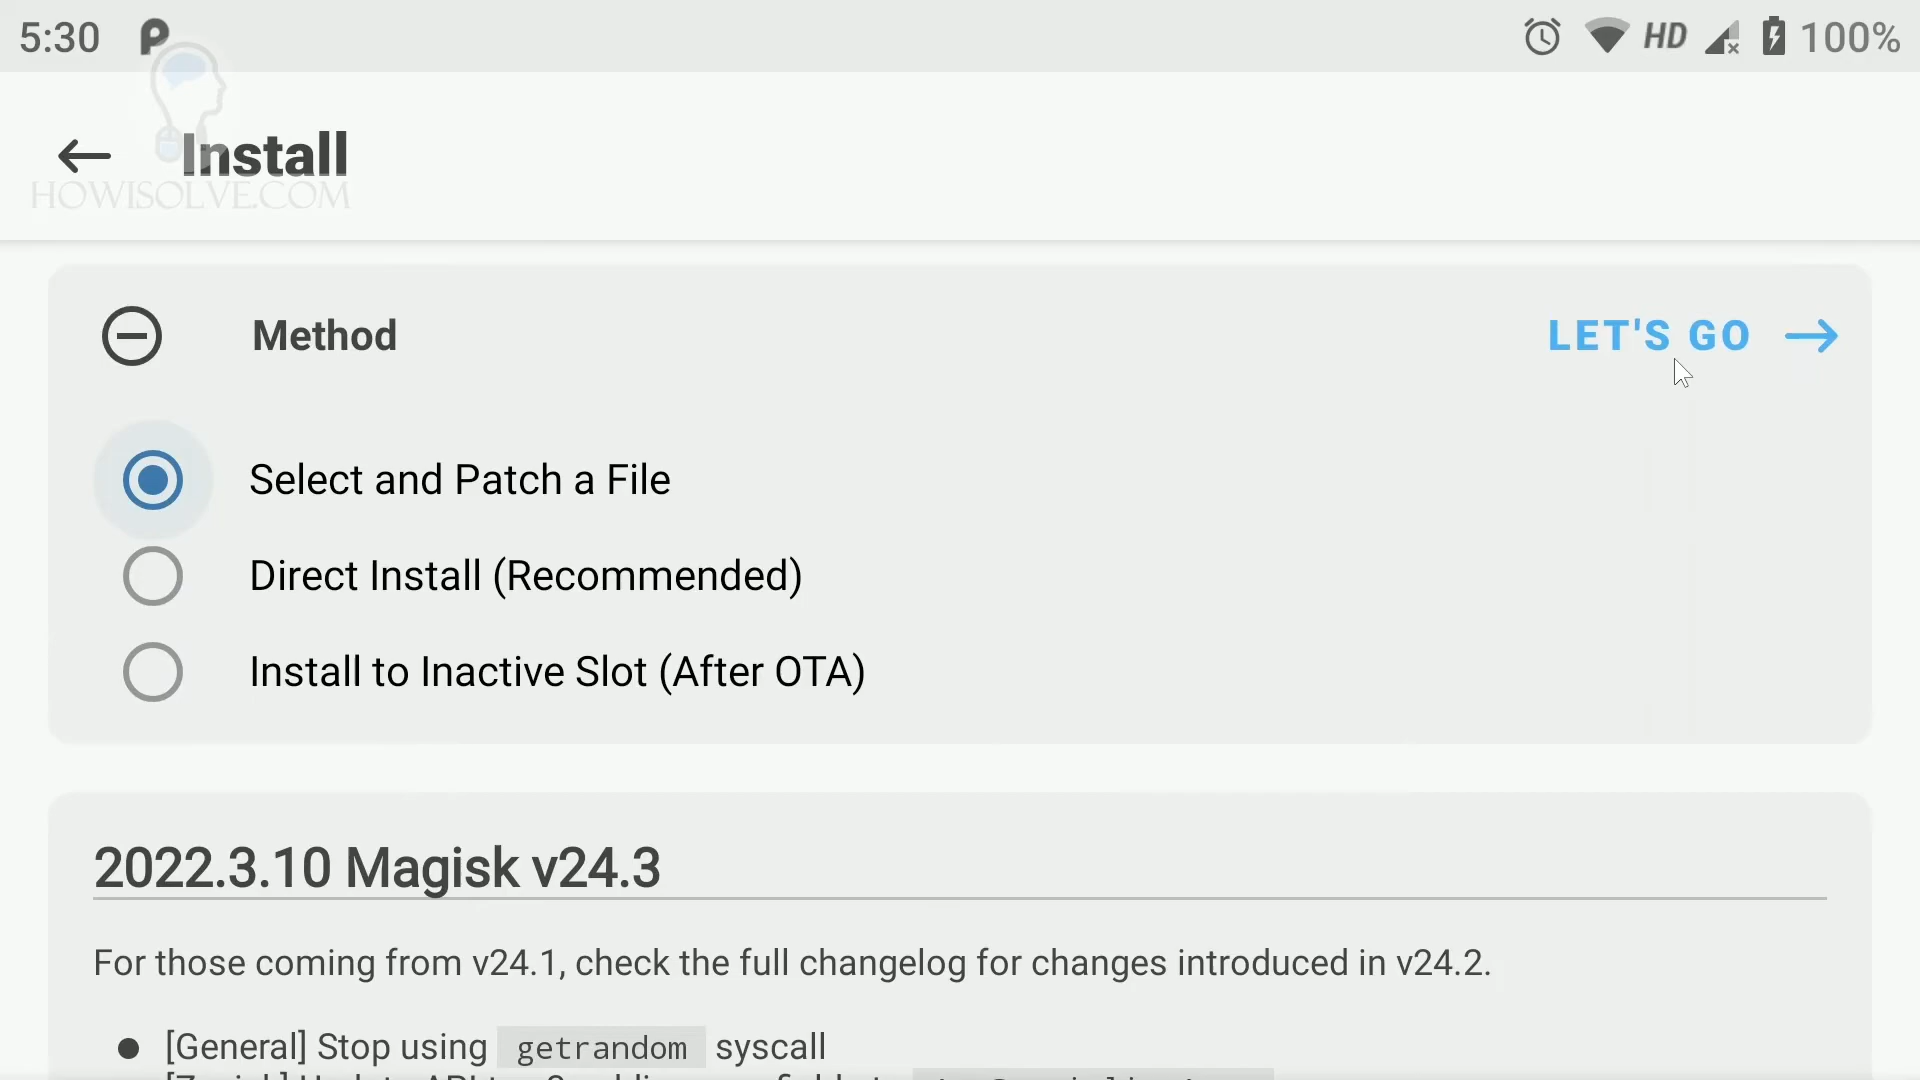 5:30 HD 100%
Install
HOWISOLVE.COM
Method LET'S GO
Select and Patch a File
Direct Install (Recommended)
Install to Inactive Slot (After OTA)
2022.3.10 Magisk v24.3
For those coming from v24.1, check the full changelog for changes introduced in v24.2.
[General] Stop using getrandom syscall